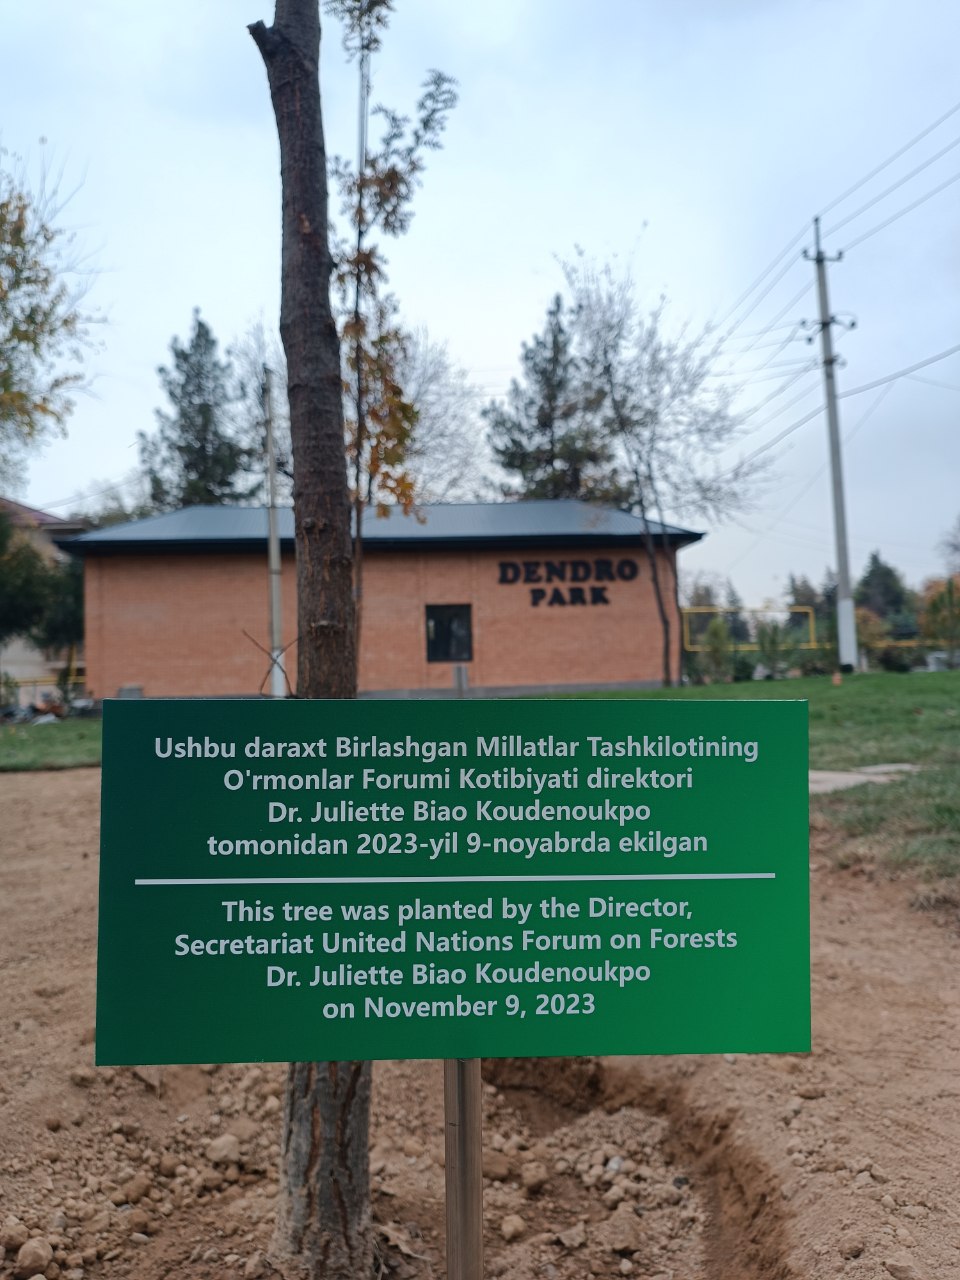 DENDRO
PARK
Ushbu daraxt Birlashgan Millatlar Tashkilotining
O'rmonlar Forumi Kotibiyati direktori
Dr. Juliette Biao Koudenoukpo
tomonidan 2023-yil 9-noyabrda ekilgan
This tree was planted by the Director,
Secretariat United Nations Forum on Forests
Dr. Juliette Biao Koudenoukpo
on November 9, 2023